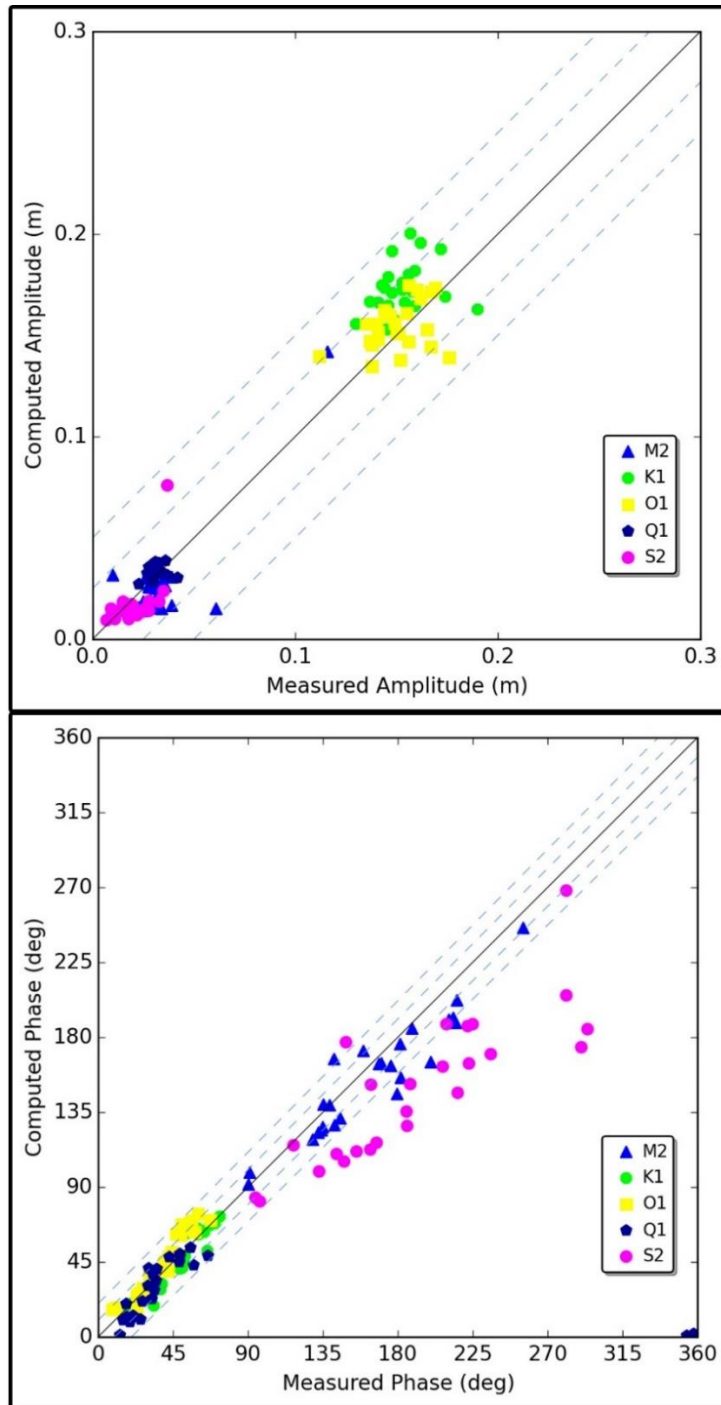 0.3
0.2
0.1
0.0
Computed Amplitude (m)
M2
K1
O1
Q1
S2
0.0 0.1 0.2 0.3
Measured Amplitude (m)
360
315
270
225
180
135
90
45
0
Computed Phase (deg)
M2
K1
O1
Q1
S2
0 45 90 135 180 225 270 315 360
Measured Phase (deg)